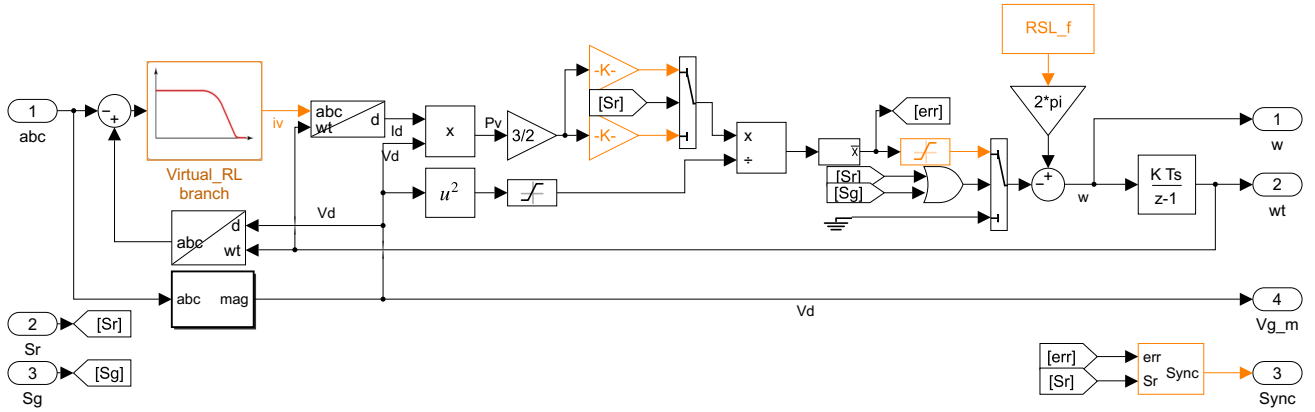 RSL_f
2*pi
1
abc
−
+
Virtual_RL
branch
iv
abc
wt
d
Id
Vd
x
Pv
3/2
-K-
[Sr]
-K-
x
÷
u²
x
[err]
[Sr]
[Sg]
−
+
w
K Ts
z-1
1
w
2
wt
abc
d
wt
Vd
abc
mag
Vd
4
Vg_m
2
Sr
[Sr]
3
Sg
[Sg]
[err]
[Sr]
err
Sr
Sync
3
Sync